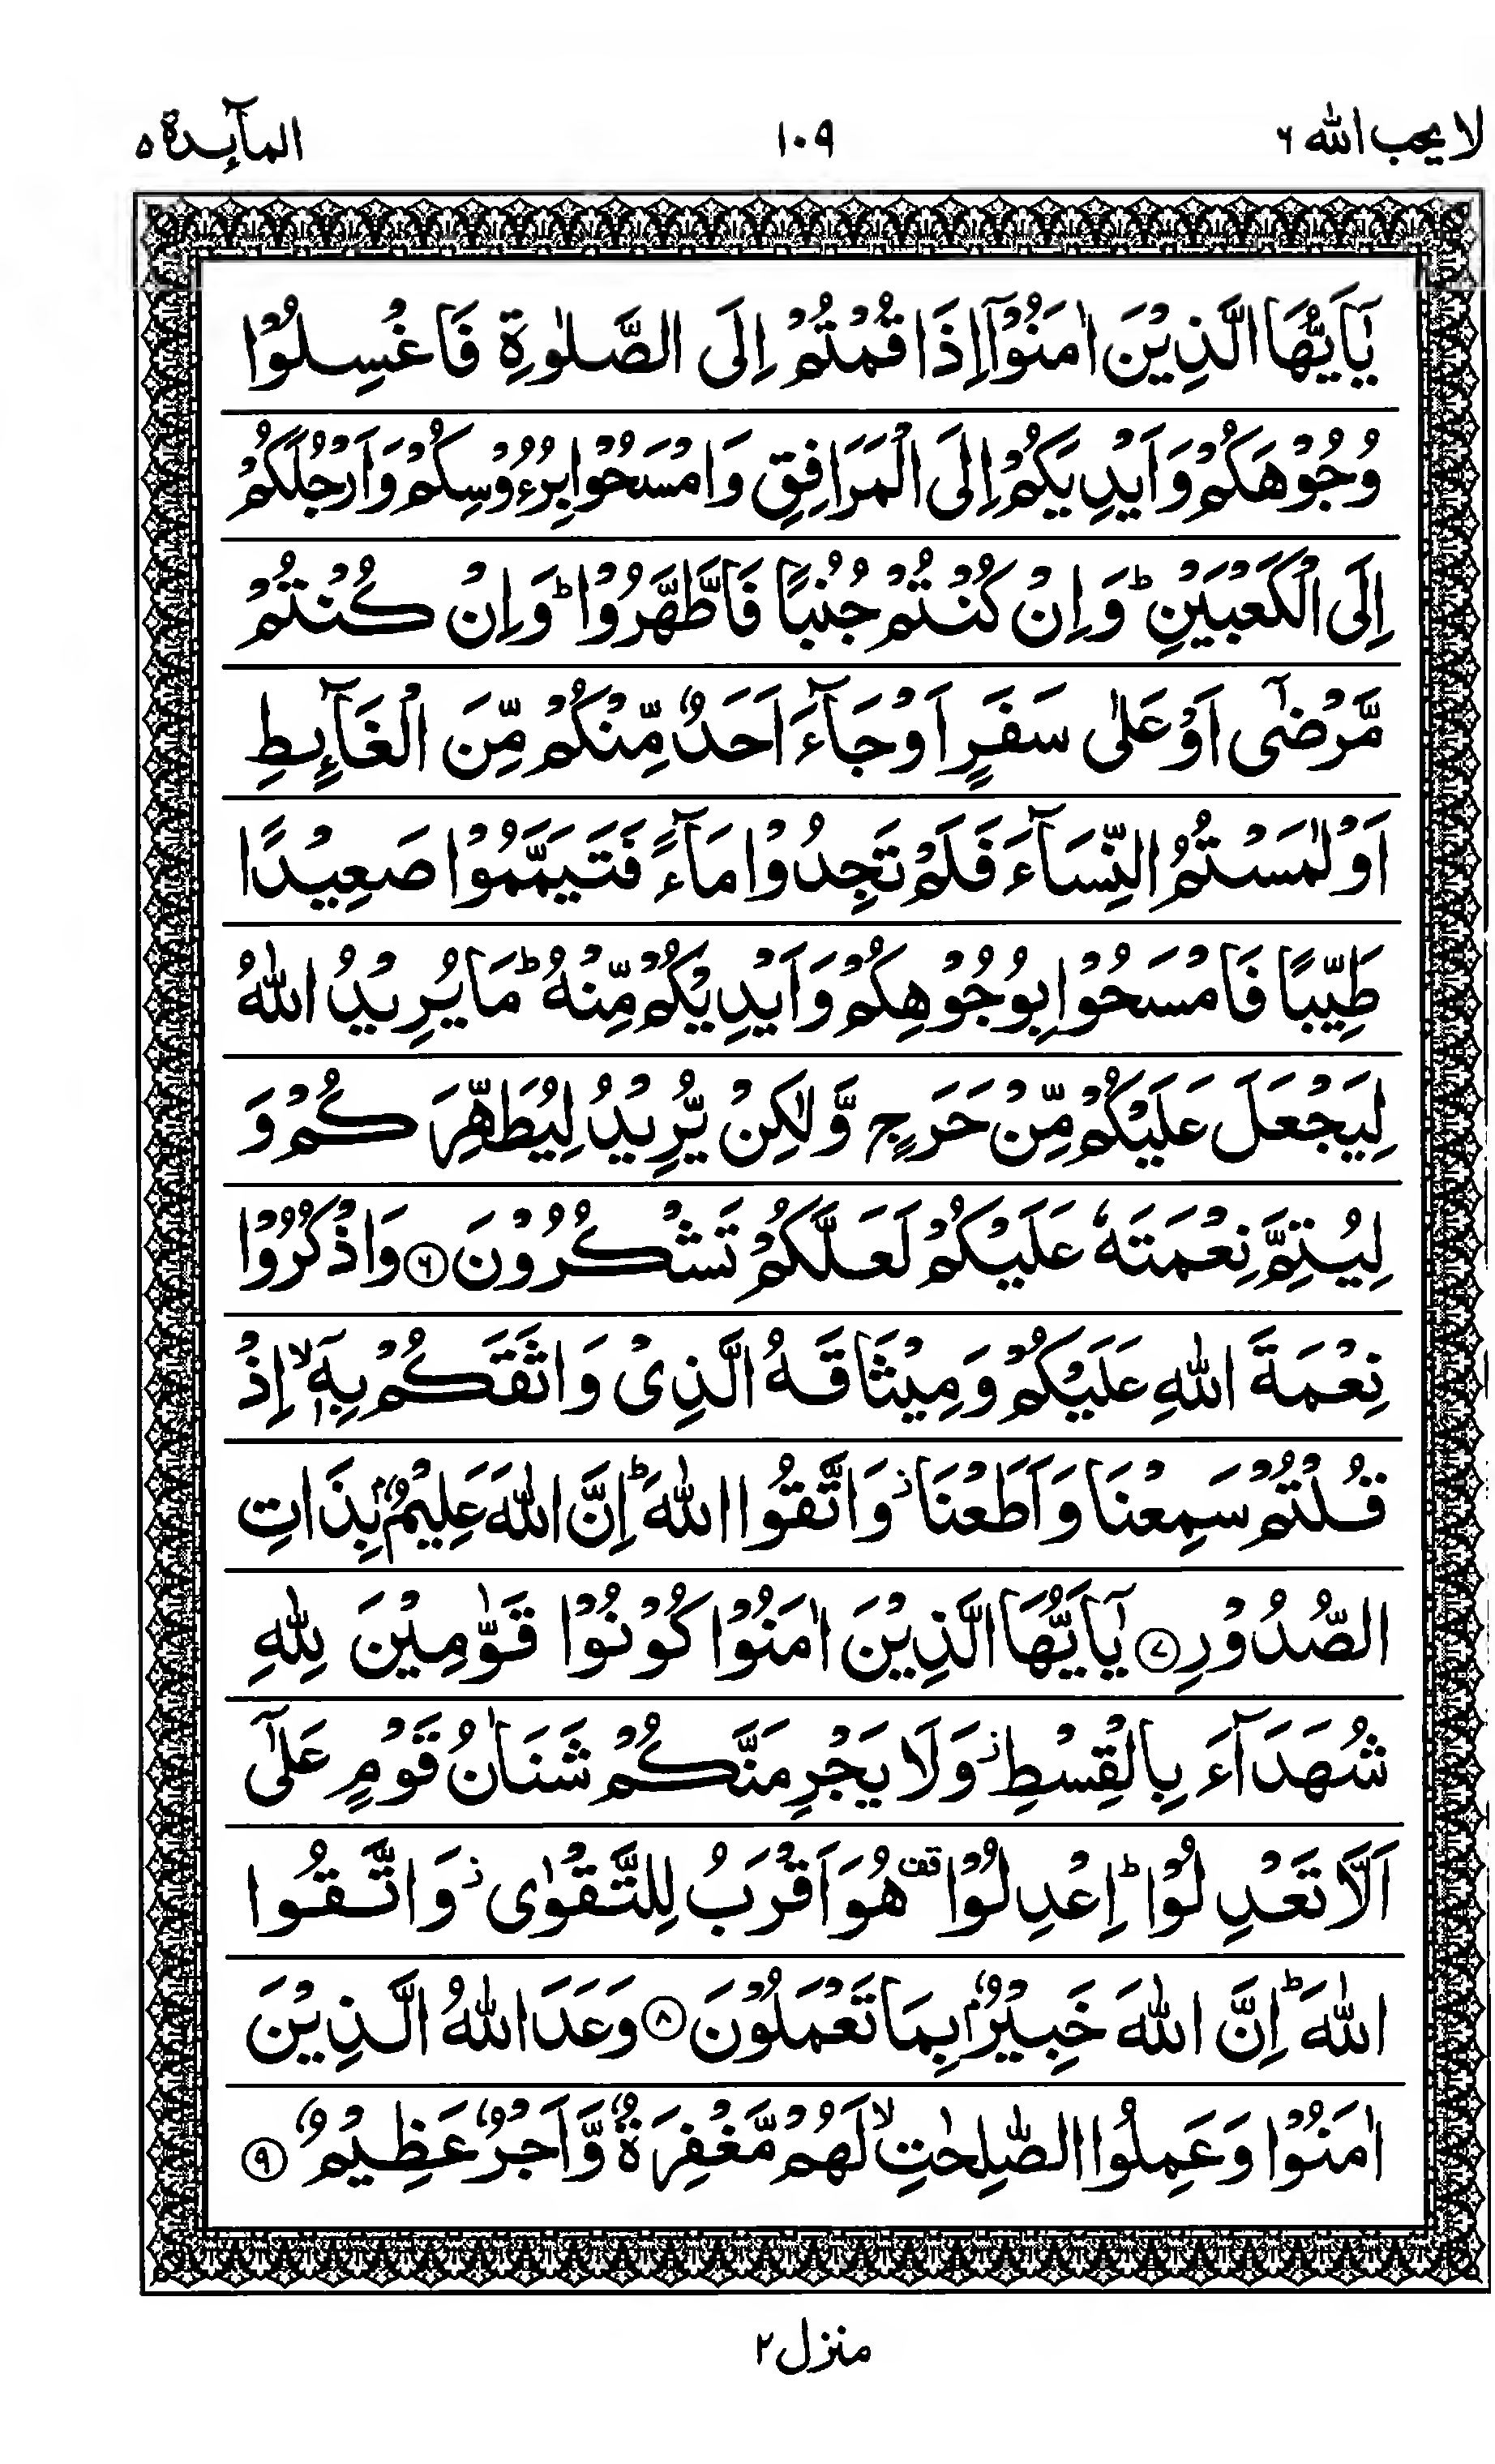 لا یحب الله ٦
١٠٩
المآئدة ٥
یٰۤاَیُّهَا الَّذِیْنَ اٰمَنُوْۤا اِذَا قُمْتُمْ اِلَی الصَّلٰوةِ فَاغْسِلُوْا
وُجُوْهَكُمْ وَاَیْدِیَكُمْ اِلَی الْمَرَافِقِ وَامْسَحُوْا بِرُءُوْسِكُمْ وَاَرْجُلَكُمْ
اِلَی الْكَعْبَیْنِ ؕ وَاِنْ كُنْتُمْ جُنُبًا فَاطَّهَّرُوْا ؕ وَاِنْ كُنْتُمْ
مَّرْضٰۤی اَوْ عَلٰی سَفَرٍ اَوْ جَآءَ اَحَدٌ مِّنْكُمْ مِّنَ الْغَآئِطِ
اَوْ لٰمَسْتُمُ النِّسَآءَ فَلَمْ تَجِدُوْا مَآءً فَتَیَمَّمُوْا صَعِیْدًا
طَیِّبًا فَامْسَحُوْا بِوُجُوْهِكُمْ وَاَیْدِیْكُمْ مِّنْهُ ؕ مَا یُرِیْدُ اللّٰهُ
لِیَجْعَلَ عَلَیْكُمْ مِّنْ حَرَجٍ وَّلٰكِنْ یُّرِیْدُ لِیُطَهِّرَكُمْ وَ
لِیُتِمَّ نِعْمَتَهٗ عَلَیْكُمْ لَعَلَّكُمْ تَشْكُرُوْنَ ۝٦ وَاذْكُرُوْا
نِعْمَةَ اللّٰهِ عَلَیْكُمْ وَمِیْثَاقَهُ الَّذِیْ وَاثَقَكُمْ بِهٖۤ ۙ اِذْ
قُلْتُمْ سَمِعْنَا وَاَطَعْنَا ؗ وَاتَّقُوا اللّٰهَ ؕ اِنَّ اللّٰهَ عَلِیْمٌۢ بِذَاتِ
الصُّدُوْرِ ۝٧ یٰۤاَیُّهَا الَّذِیْنَ اٰمَنُوْا كُوْنُوْا قَوّٰمِیْنَ لِلّٰهِ
شُهَدَآءَ بِالْقِسْطِ ؗ وَلَا یَجْرِمَنَّكُمْ شَنَاٰنُ قَوْمٍ عَلٰۤی
اَلَّا تَعْدِلُوْا ؕ اِعْدِلُوْا ۫ قف هُوَ اَقْرَبُ لِلتَّقْوٰی ؗ وَاتَّقُوا
اللّٰهَ ؕ اِنَّ اللّٰهَ خَبِیْرٌۢ بِمَا تَعْمَلُوْنَ ۝٨ وَعَدَ اللّٰهُ الَّذِیْنَ
اٰمَنُوْا وَعَمِلُوا الصّٰلِحٰتِ ۙ لَهُمْ مَّغْفِرَةٌ وَّاَجْرٌ عَظِیْمٌ ۝٩
منزل ٢